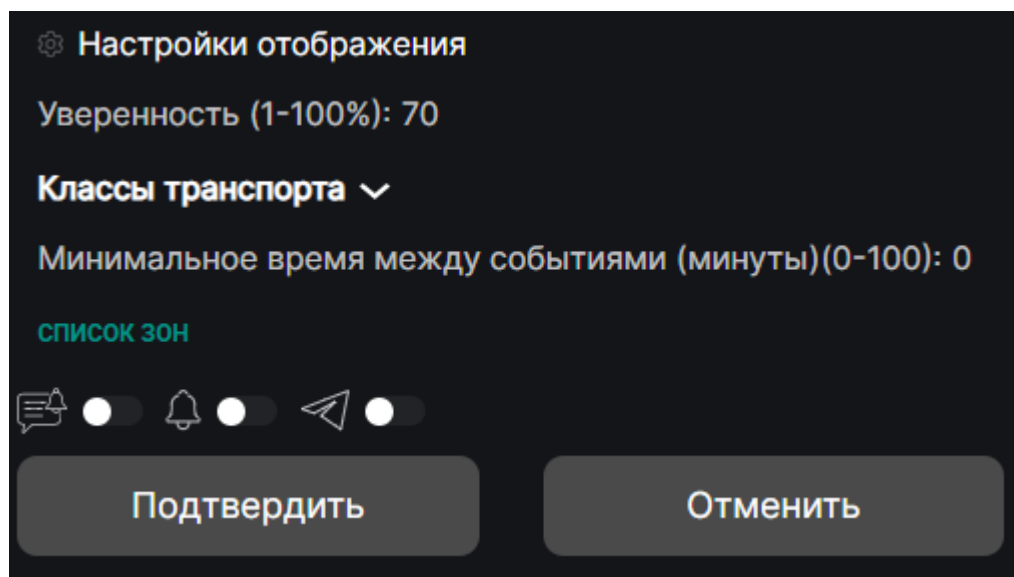 Настройки отображения
Уверенность (1-100%): 70
Классы транспорта
Минимальное время между событиями (минуты)(0-100): 0
СПИСОК ЗОН
Подтвердить Отменить